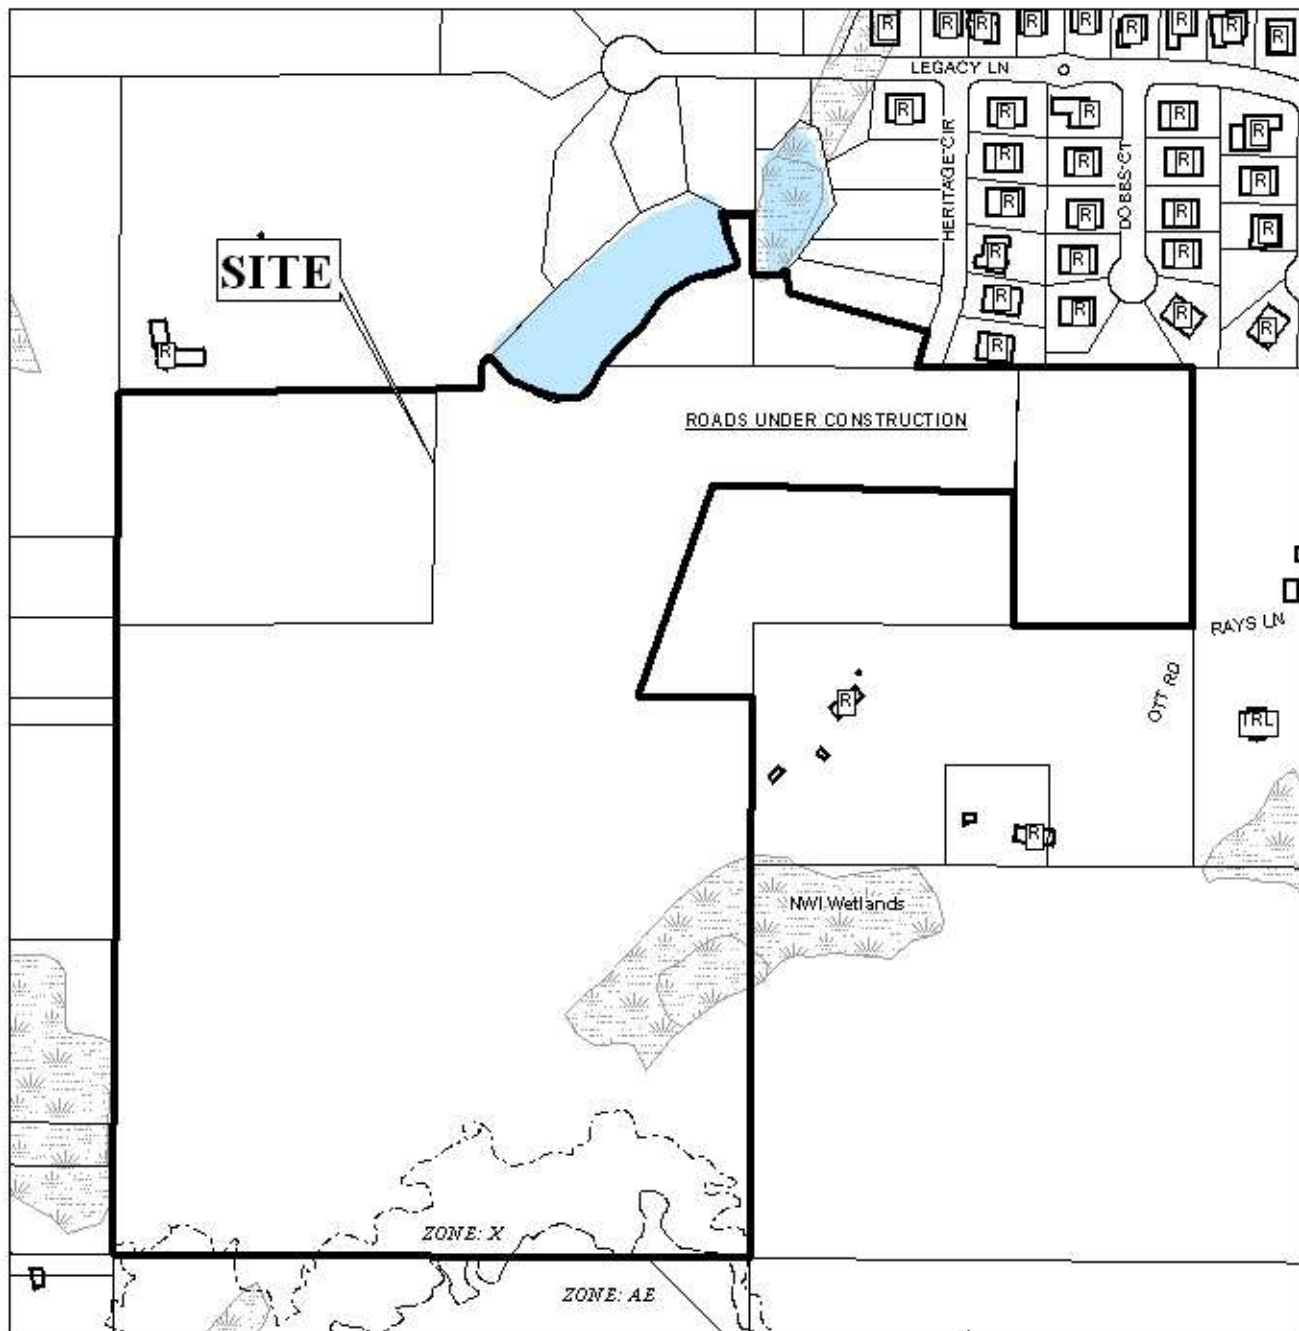 R R R R R R R R R
LEGACY LN
R R R R R
HERITAGE CIR
DOBBS CT
R R R R
R R R R
SITE
R R R
R R R R
R
R
ROADS UNDER CONSTRUCTION
RAYS LN
OTT RD
R
TRL
R
NWI Wetlands
ZONE: X
ZONE: AE